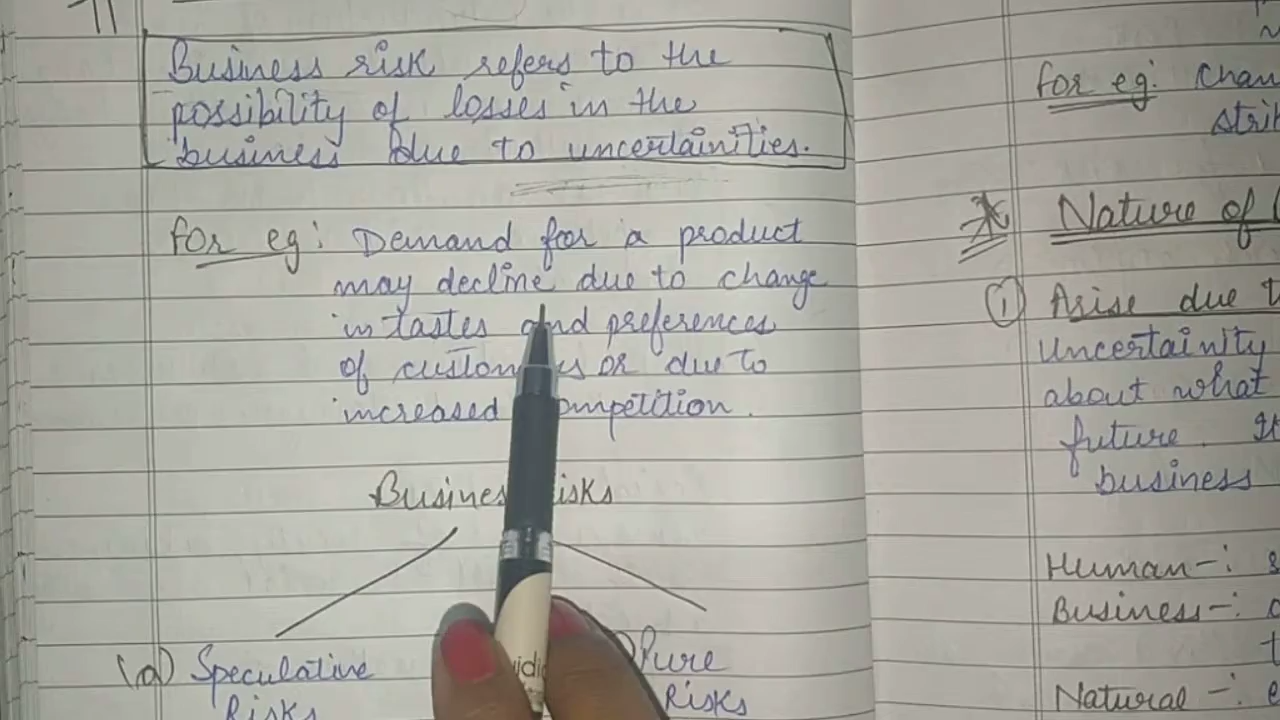 Business risk refers to the
possibility of losses in the
business due to uncertainities.
for eg: Demand for a product
may decline due to change
in tastes and preferences
of customers or due to
increased competition.
Business Risks
(a) Speculative
Risks
Pure
Risks
for eg:
Nature of
(i) Arise due
Uncertainity
about what
future.
business
Human-:
Business-:
Natural-: